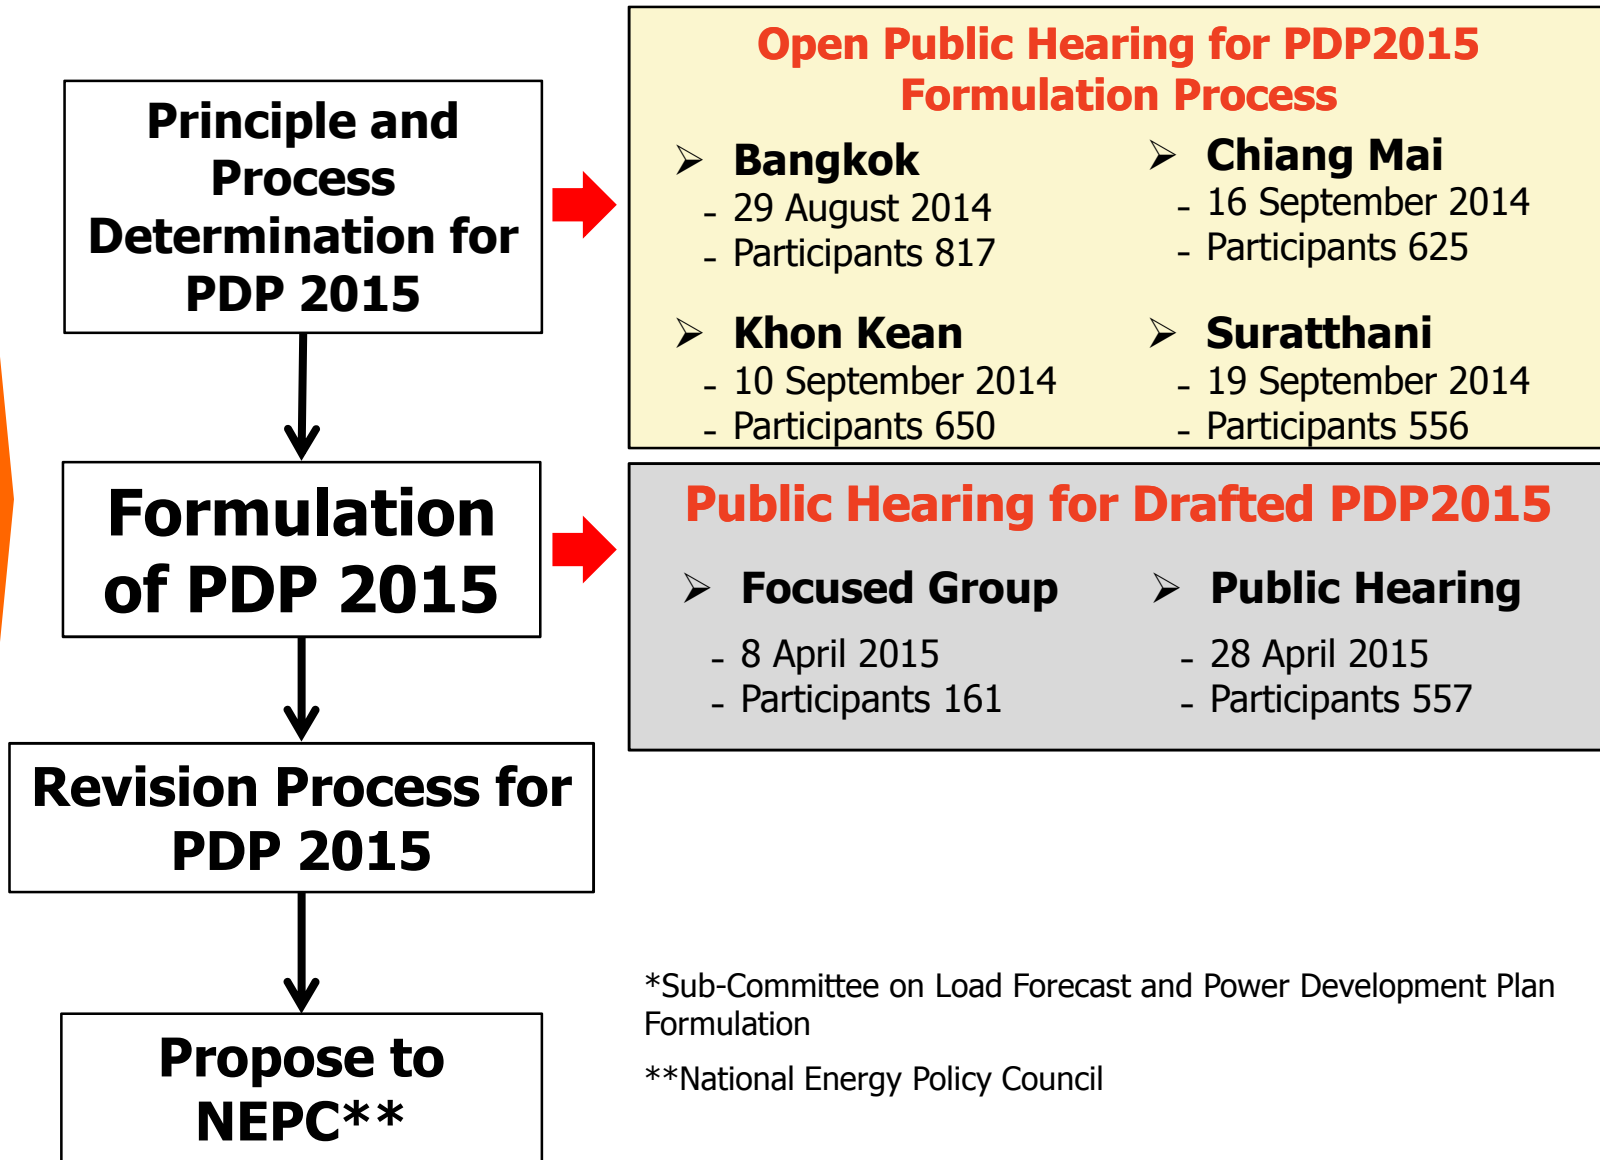 Principle and
Process
Determination for
PDP 2015
Formulation
of PDP 2015
Revision Process for
PDP 2015
Propose to
NEPC**
Open Public Hearing for PDP2015
Formulation Process
➢ Bangkok
- 29 August 2014
- Participants 817
➢ Chiang Mai
- 16 September 2014
- Participants 625
➢ Khon Kean
- 10 September 2014
- Participants 650
➢ Suratthani
- 19 September 2014
- Participants 556
Public Hearing for Drafted PDP2015
➢ Focused Group
- 8 April 2015
- Participants 161
➢ Public Hearing
- 28 April 2015
- Participants 557
*Sub-Committee on Load Forecast and Power Development Plan
Formulation
**National Energy Policy Council